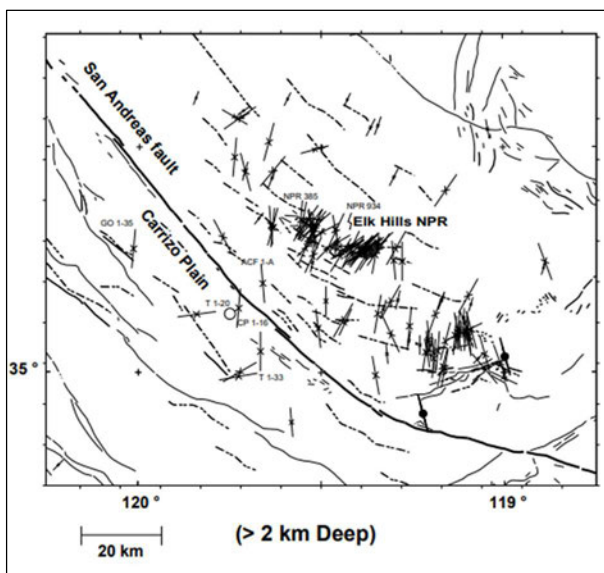 San Andreas fault
NPR 385
NPR 934
Elk Hills NPR
GO 1-35
Carrizo Plain
ACF 1-A
T 1-20
CP 1-16
T 1-33
35 °
120 °
119 °
20 km
(> 2 km Deep)